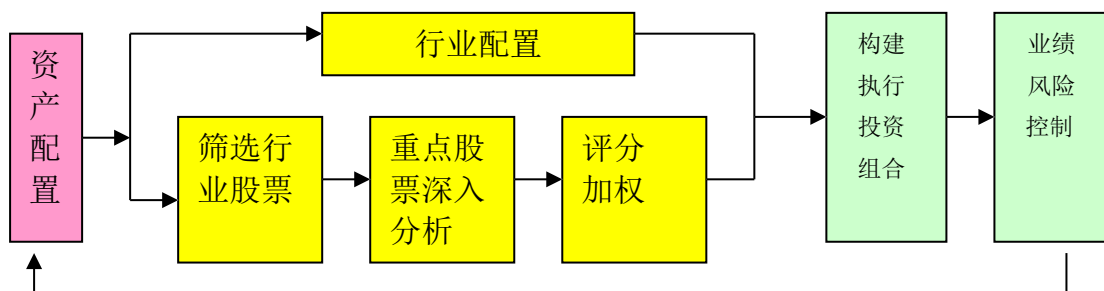 资
产
配
置
行业配置
筛选行
业股票
重点股
票深入
分析
评分
加权
构建
执行
投资
组合
业绩
风险
控制